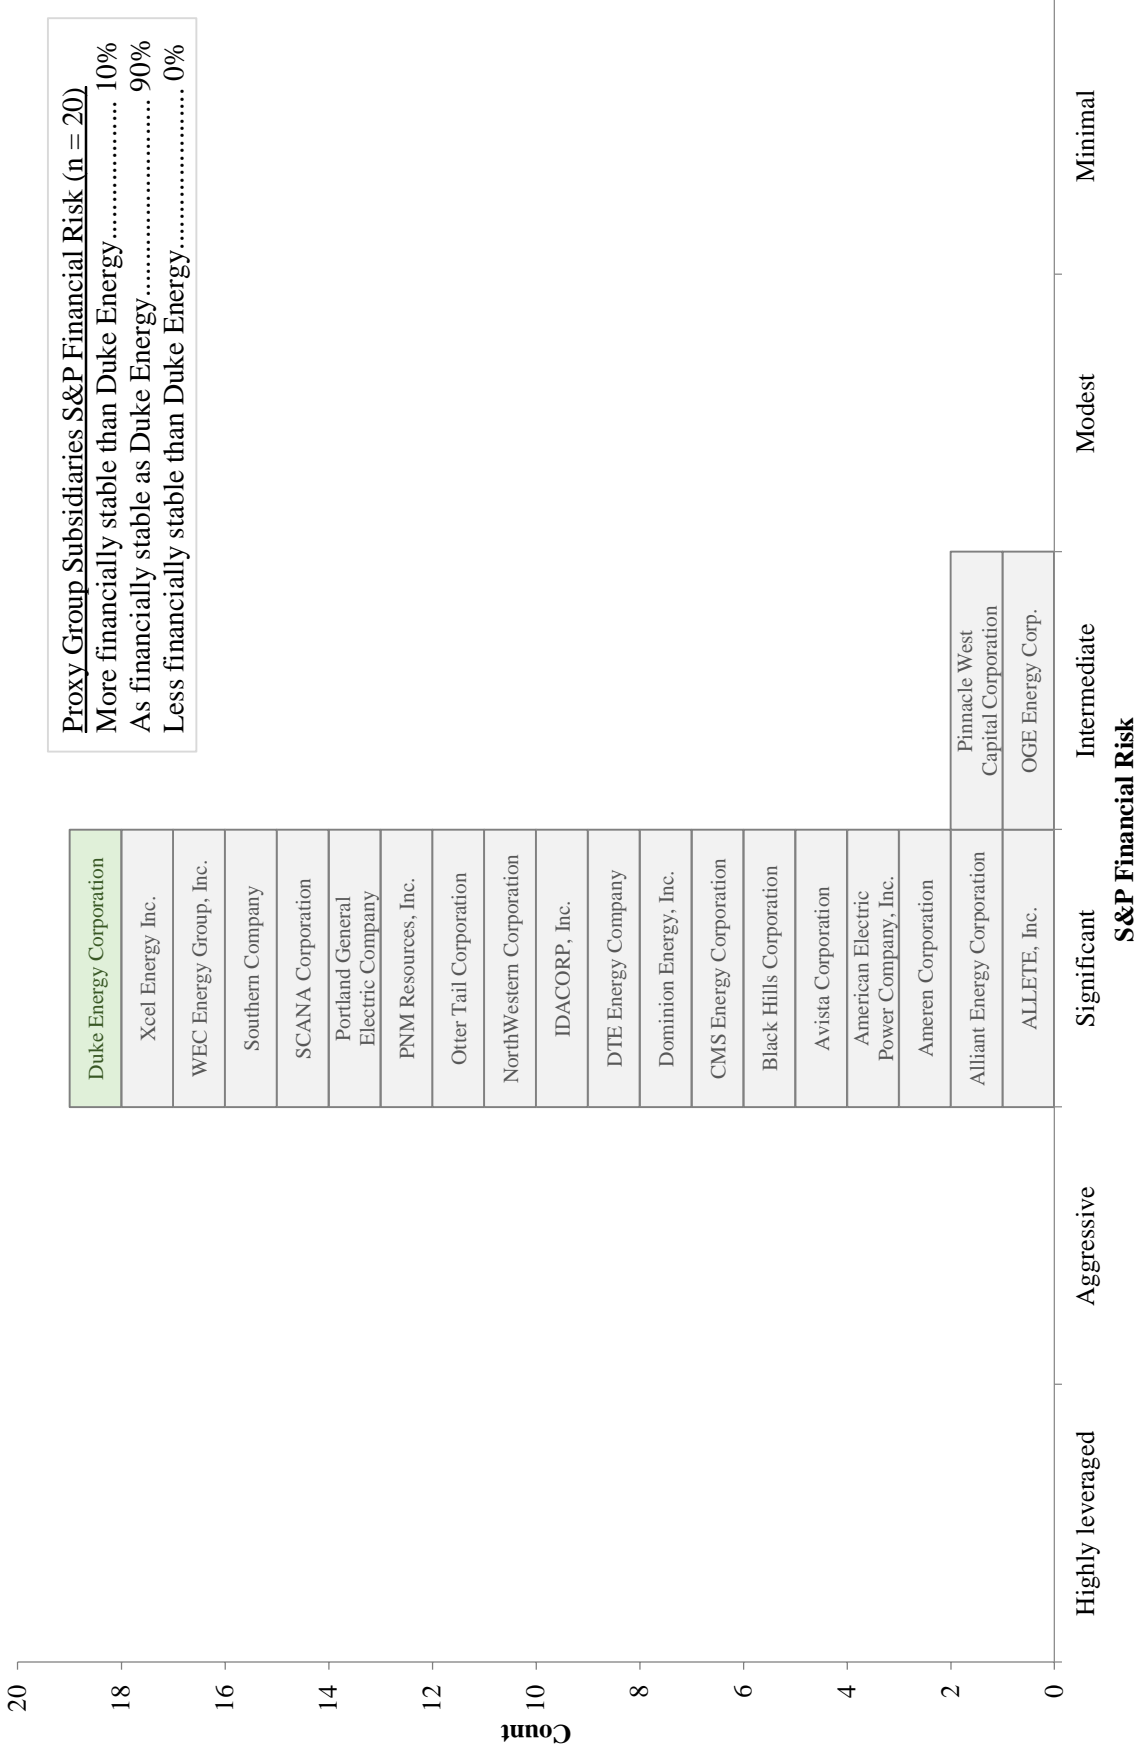 Proxy Group Subsidiaries S&P Financial Risk (n = 20)
More financially stable than Duke Energy.................. 10%
As financially stable as Duke Energy........................ 90%
Less financially stable than Duke Energy.................... 0%
Count
20
18
16
14
12
10
8
6
4
2
0
Duke Energy Corporation
Xcel Energy Inc.
WEC Energy Group, Inc.
Southern Company
SCANA Corporation
Portland General
Electric Company
PNM Resources, Inc.
Otter Tail Corporation
NorthWestern Corporation
IDACORP, Inc.
DTE Energy Company
Dominion Energy, Inc.
CMS Energy Corporation
Black Hills Corporation
Avista Corporation
American Electric
Power Company, Inc.
Ameren Corporation
Alliant Energy Corporation
ALLETE, Inc.
Pinnacle West
Capital Corporation
OGE Energy Corp.
Highly leveraged
Aggressive
Significant
Intermediate
Modest
Minimal
S&P Financial Risk